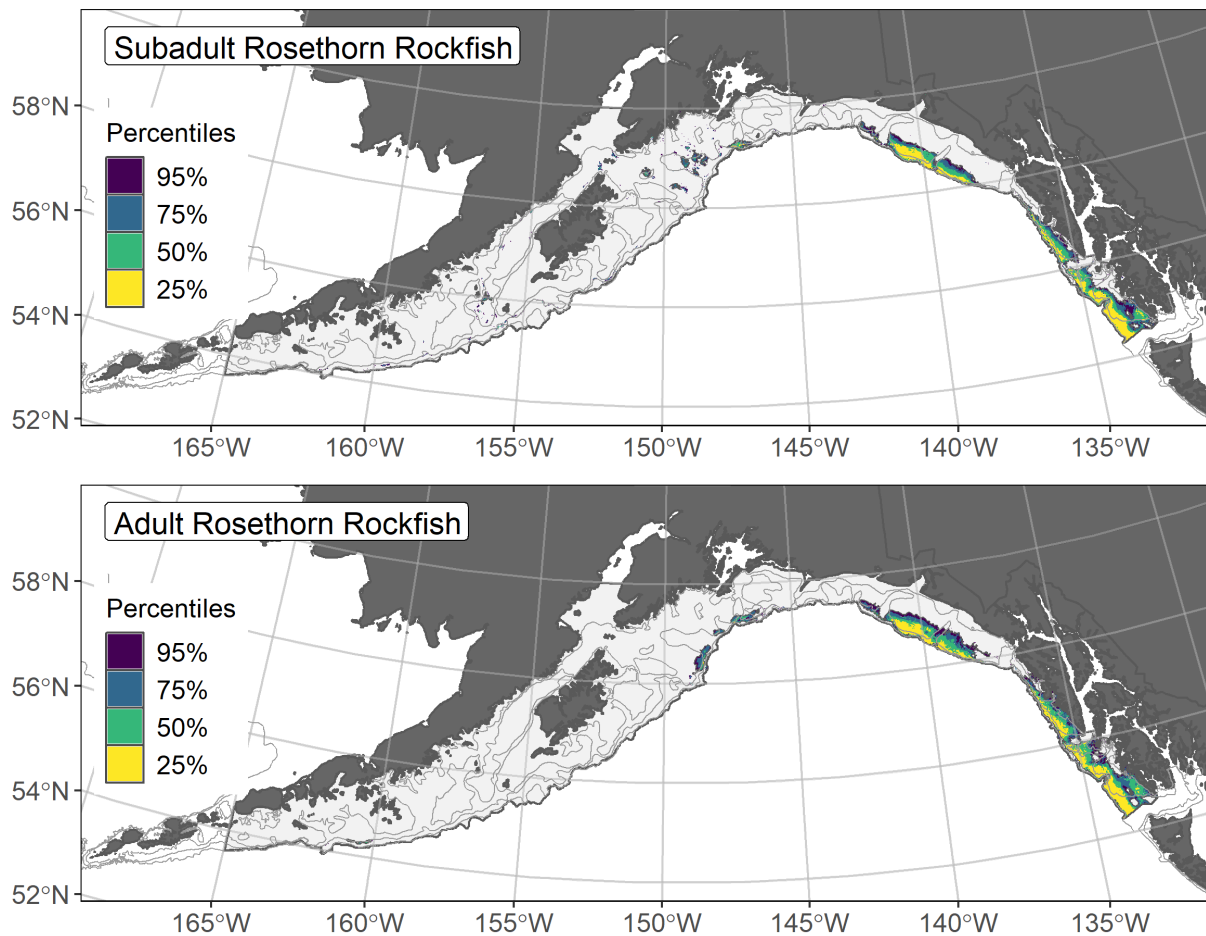 Subadult Rosethorn Rockfish
58°N
56°N
54°N
52°N
Percentiles
95%
75%
50%
25%
165°W
160°W
155°W
150°W
145°W
140°W
135°W
Adult Rosethorn Rockfish
58°N
56°N
54°N
52°N
Percentiles
95%
75%
50%
25%
165°W
160°W
155°W
150°W
145°W
140°W
135°W